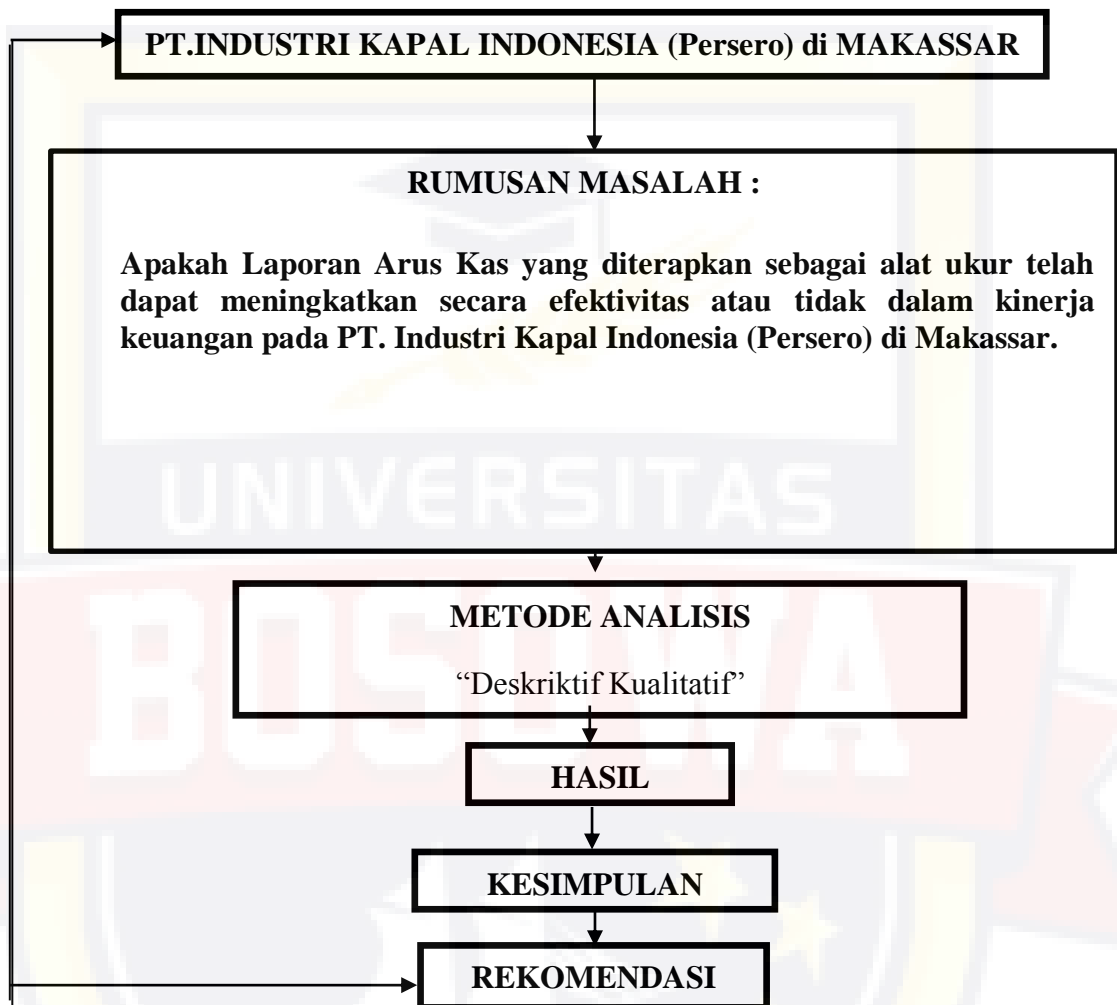 PT.INDUSTRI KAPAL INDONESIA (Persero) di MAKASSAR
RUMUSAN MASALAH :
Apakah Laporan Arus Kas yang diterapkan sebagai alat ukur telah
dapat meningkatkan secara efektivitas atau tidak dalam kinerja
keuangan pada PT. Industri Kapal Indonesia (Persero) di Makassar.
UNIVERSITAS
BOSOWA
METODE ANALISIS
“Deskriktif Kualitatif”
HASIL
KESIMPULAN
REKOMENDASI